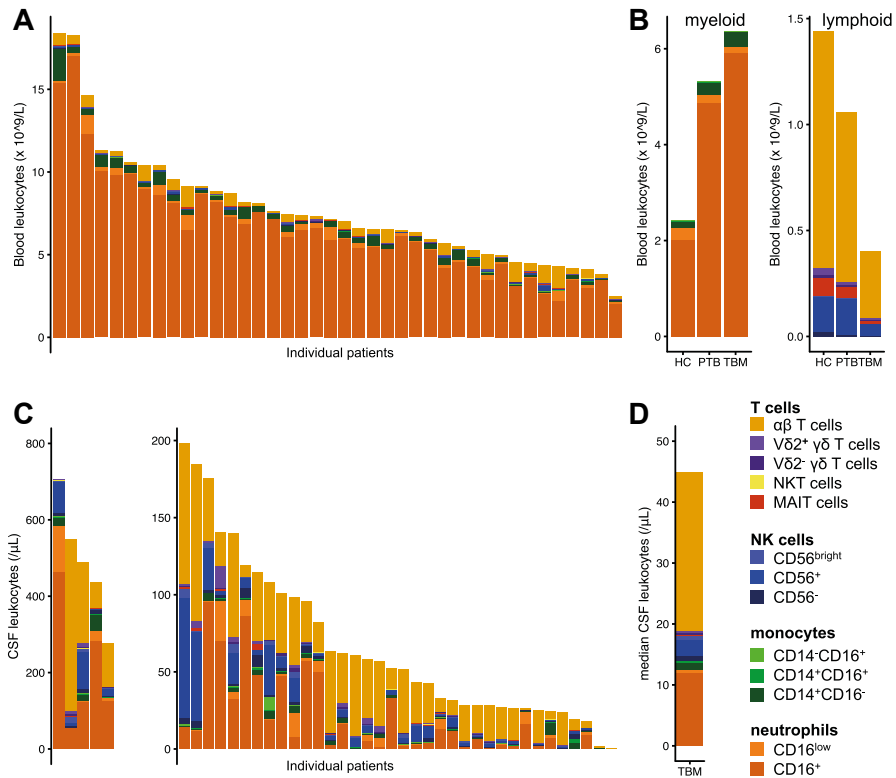 A
Blood leukocytes (x 10^9/L)
15
10
5
0
Individual patients
B
myeloid
lymphoid
Blood leukocytes (x 10^9/L)
6
4
2
0
HC PTB TBM
Blood leukocytes (x 10^9/L)
1.5
1.0
0.5
0.0
HC PTB TBM
C
CSF leukocytes (/µL)
800
600
400
200
0
200
150
100
50
0
Individual patients
D
median CSF leukocytes (/µL)
50
40
30
20
10
0
TBM
T cells
αβ T cells
Vδ2⁺ γδ T cells
Vδ2⁻ γδ T cells
NKT cells
MAIT cells
NK cells
CD56bright
CD56⁺
CD56⁻
monocytes
CD14⁻CD16⁺
CD14⁺CD16⁺
CD14⁺CD16⁻
neutrophils
CD16low
CD16⁺